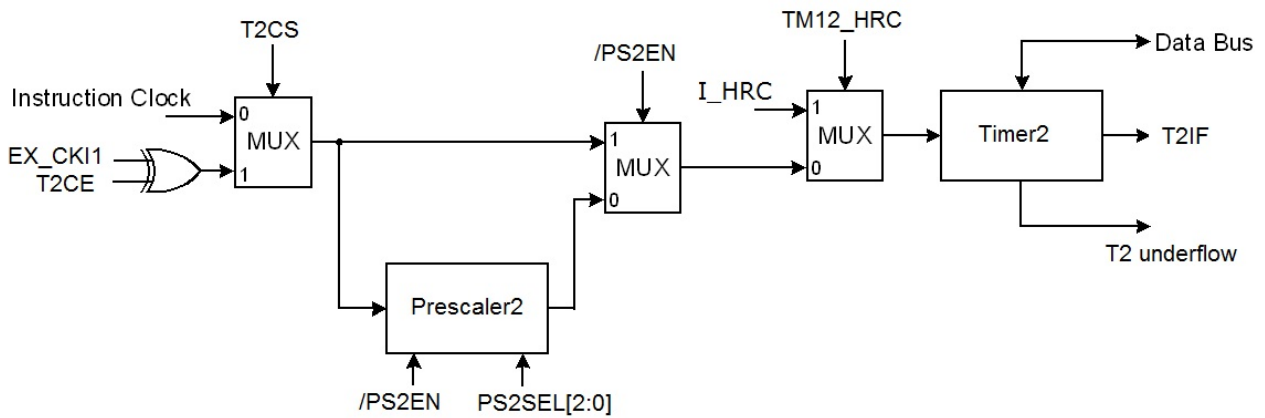 T2CS
TM12_HRC
/PS2EN
Data Bus
Instruction Clock
0
MUX
1
EX_CKI1
T2CE
1
MUX
0
I_HRC
1
MUX
0
Timer2
T2IF
T2 underflow
Prescaler2
/PS2EN
PS2SEL[2:0]